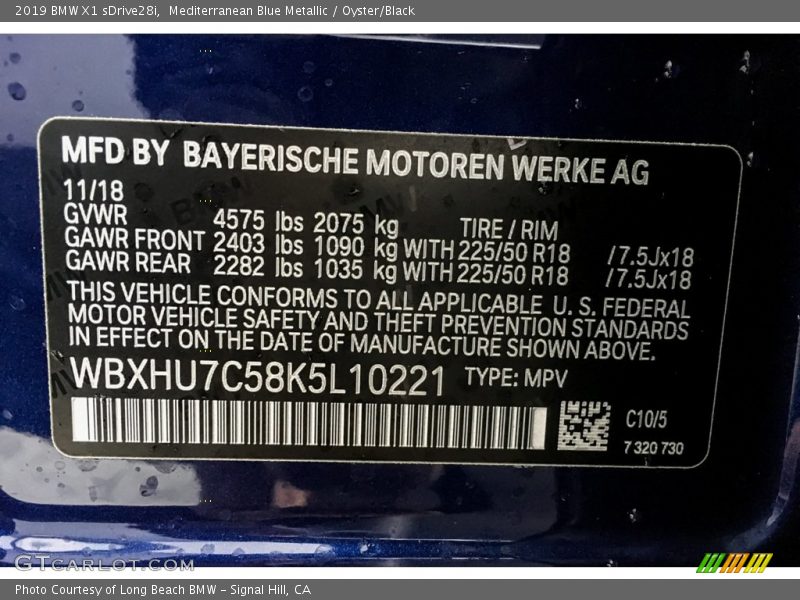 2019 BMW X1 sDrive28i,  Mediterranean Blue Metallic / Oyster/Black
MFD BY BAYERISCHE MOTOREN WERKE AG
11/18
GVWR 4575 lbs 2075 kg TIRE / RIM
GAWR FRONT 2403 lbs 1090 kg WITH 225/50 R18 /7.5Jx18
GAWR REAR 2282 lbs 1035 kg WITH 225/50 R18 /7.5Jx18
THIS VEHICLE CONFORMS TO ALL APPLICABLE U. S. FEDERAL
MOTOR VEHICLE SAFETY AND THEFT PREVENTION STANDARDS
IN EFFECT ON THE DATE OF MANUFACTURE SHOWN ABOVE.
WBXHU7C58K5L10221 TYPE: MPV
C10/5
7 320 730
GTCARLOT.COM
Photo Courtesy of Long Beach BMW - Signal Hill, CA